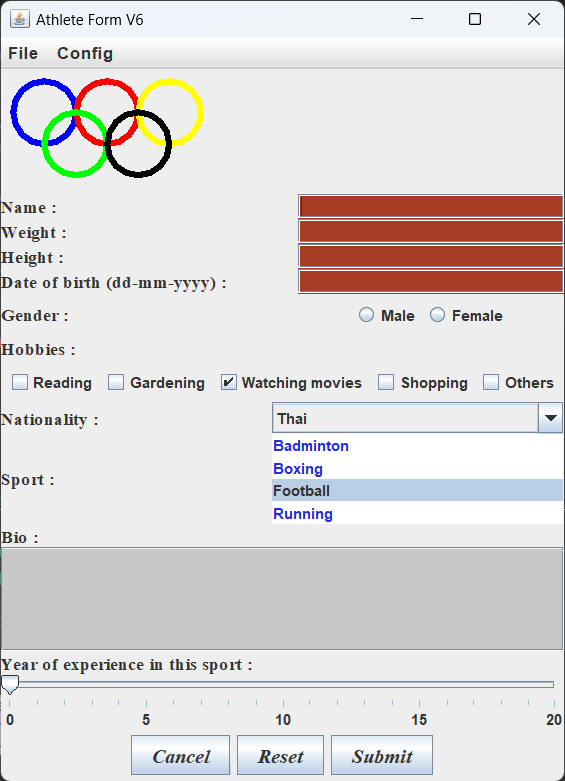 Athlete Form V6
File Config
Name :
Weight :
Height :
Date of birth (dd-mm-yyyy) :
Gender : Male Female
Hobbies :
Reading Gardening Watching movies Shopping Others
Nationality : Thai
Badminton
Boxing
Sport :
Football
Running
Bio :
Year of experience in this sport :
0 5 10 15 20
Cancel Reset Submit